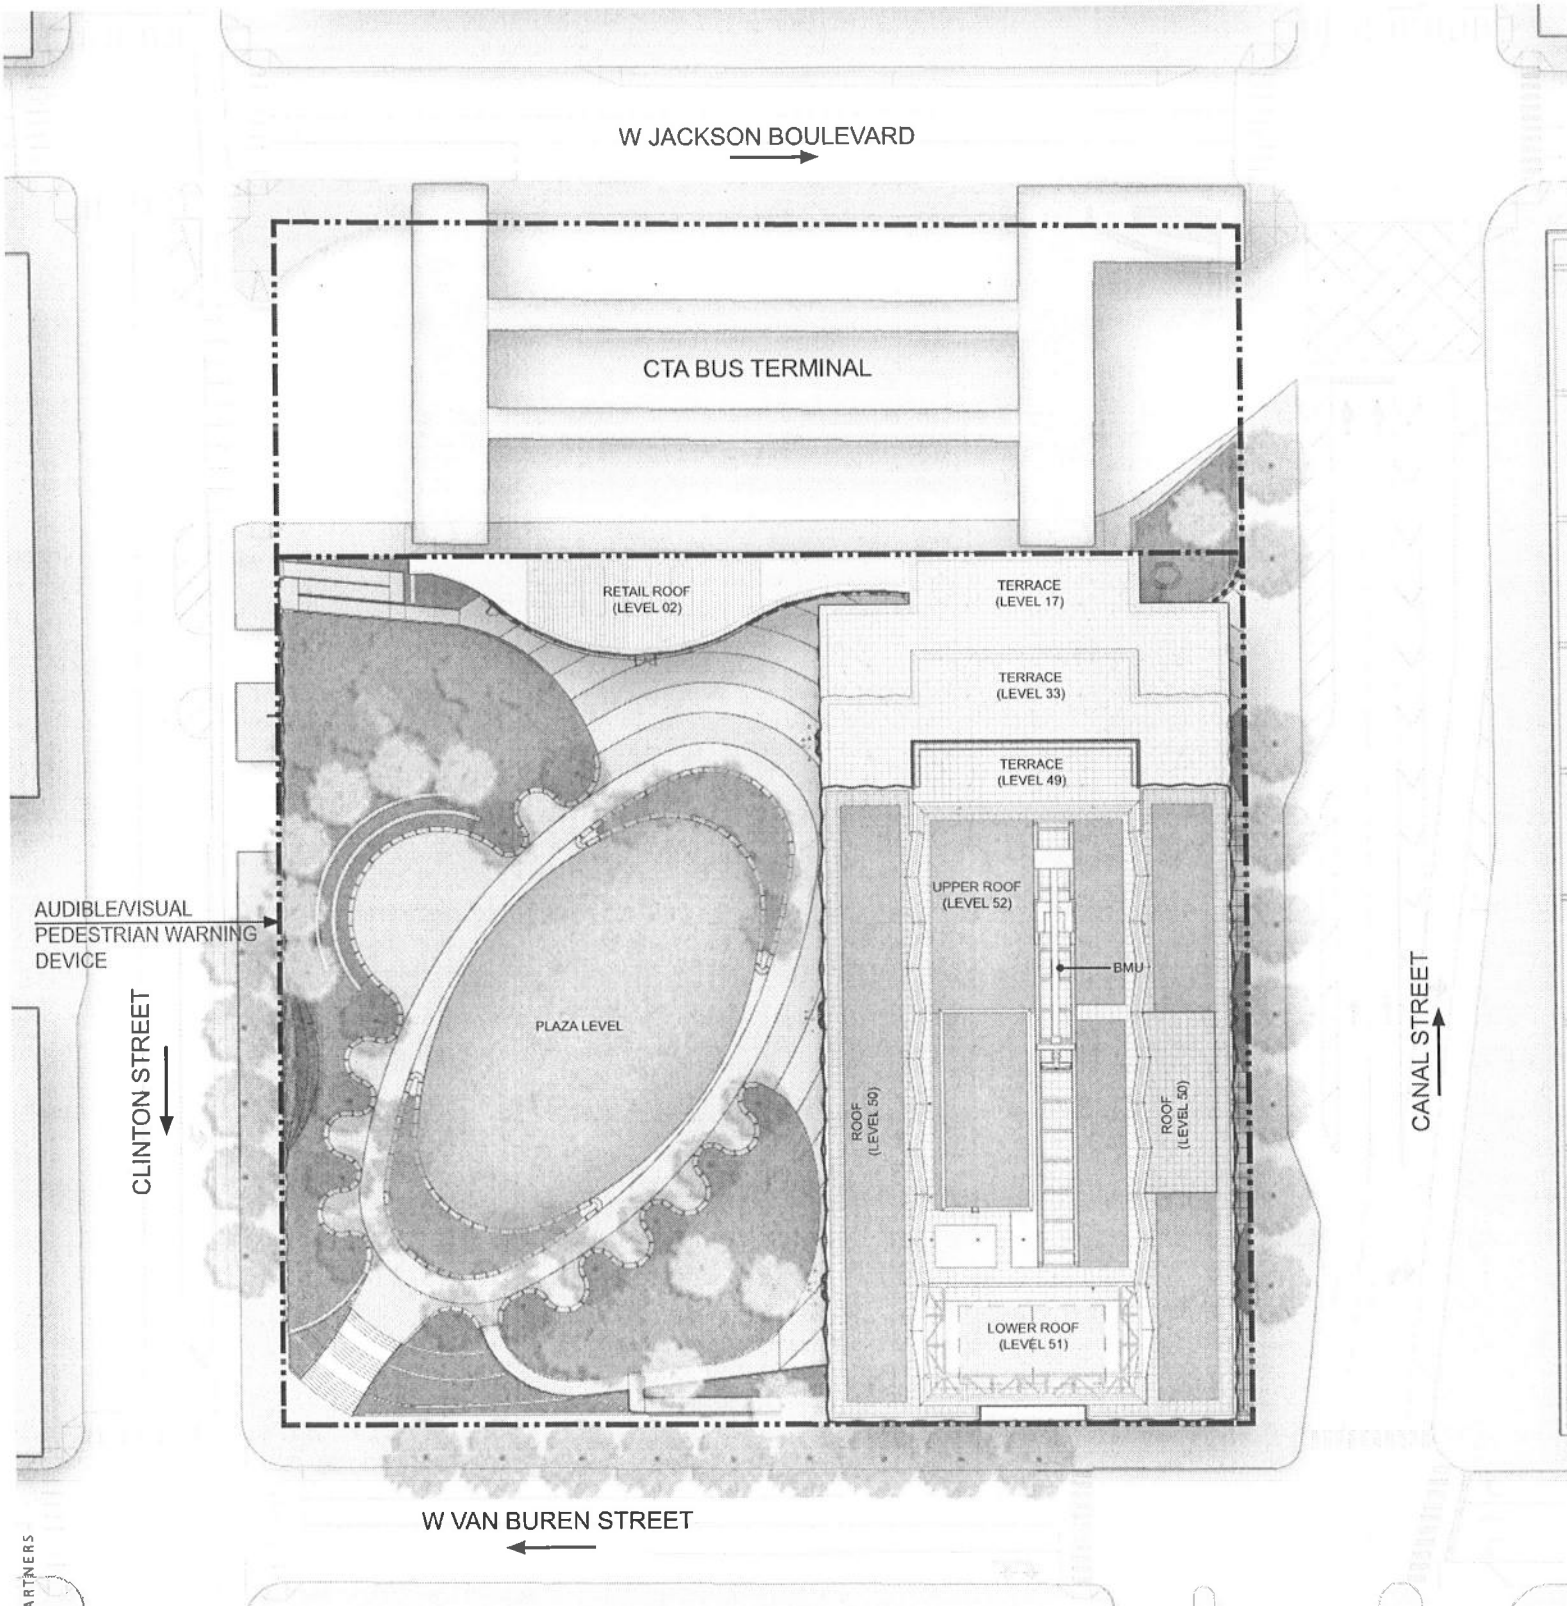 W JACKSON BOULEVARD
CTA BUS TERMINAL
RETAIL ROOF
(LEVEL 02)
TERRACE
(LEVEL 17)
TERRACE
(LEVEL 33)
TERRACE
(LEVEL 49)
UPPER ROOF
(LEVEL 52)
AUDIBLE/VISUAL
PEDESTRIAN WARNING
DEVICE
BMU
PLAZA LEVEL
CLINTON STREET
ROOF
(LEVEL 50)
ROOF
(LEVEL 50)
CANAL STREET
LOWER ROOF
(LEVEL 51)
W VAN BUREN STREET
ARTNERS